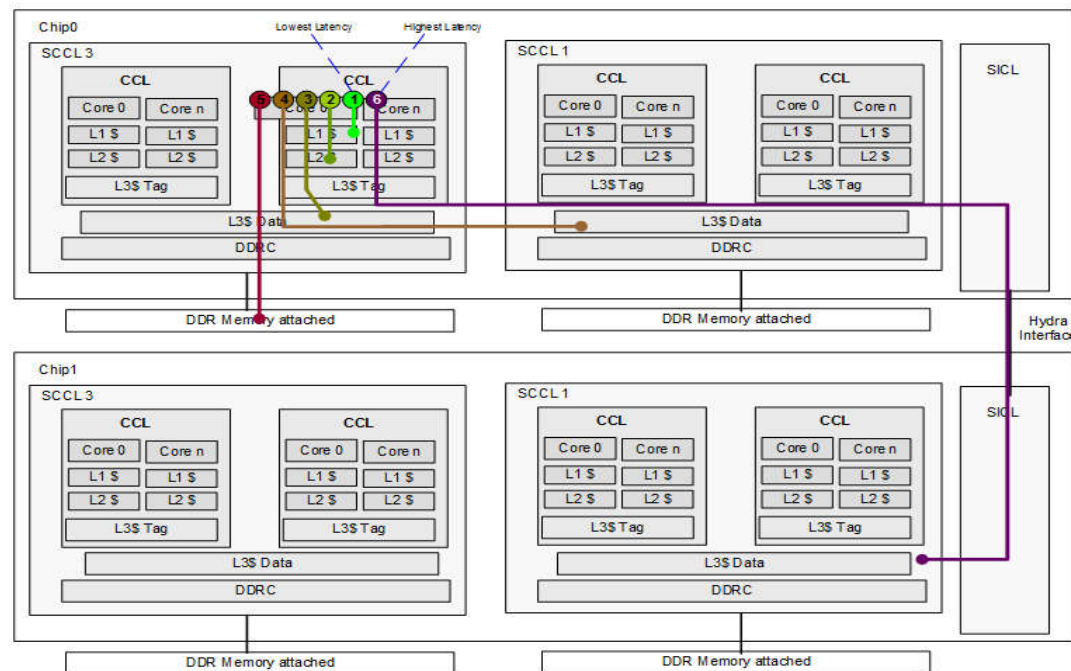 Chip0
Lowest Latency
Highest Latency
SCCL 3
SCCL 1
SICL
CCL
CCL
CCL
CCL
5 4 3 2 1 6
Core 0 Core n
Core 0 Core n
Core 0 Core n
Core 0 Core n
L1 $ L1 $
L1 $ L1 $
L1 $ L1 $
L1 $ L1 $
L2 $ L2 $
L2 $ L2 $
L2 $ L2 $
L2 $ L2 $
L3$ Tag
L3$ Tag
L3$ Tag
L3$ Tag
L3$ Data
L3$ Data
DDRC
DDRC
DDR Memory attached
DDR Memory attached
Hydra
Interface
Chip1
SCCL 3
SCCL 1
SICL
CCL
CCL
CCL
CCL
Core 0 Core n
Core 0 Core n
Core 0 Core n
Core 0 Core n
L1 $ L1 $
L1 $ L1 $
L1 $ L1 $
L1 $ L1 $
L2 $ L2 $
L2 $ L2 $
L2 $ L2 $
L2 $ L2 $
L3$ Tag
L3$ Tag
L3$ Tag
L3$ Tag
L3$ Data
L3$ Data
DDRC
DDRC
DDR Memory attached
DDR Memory attached